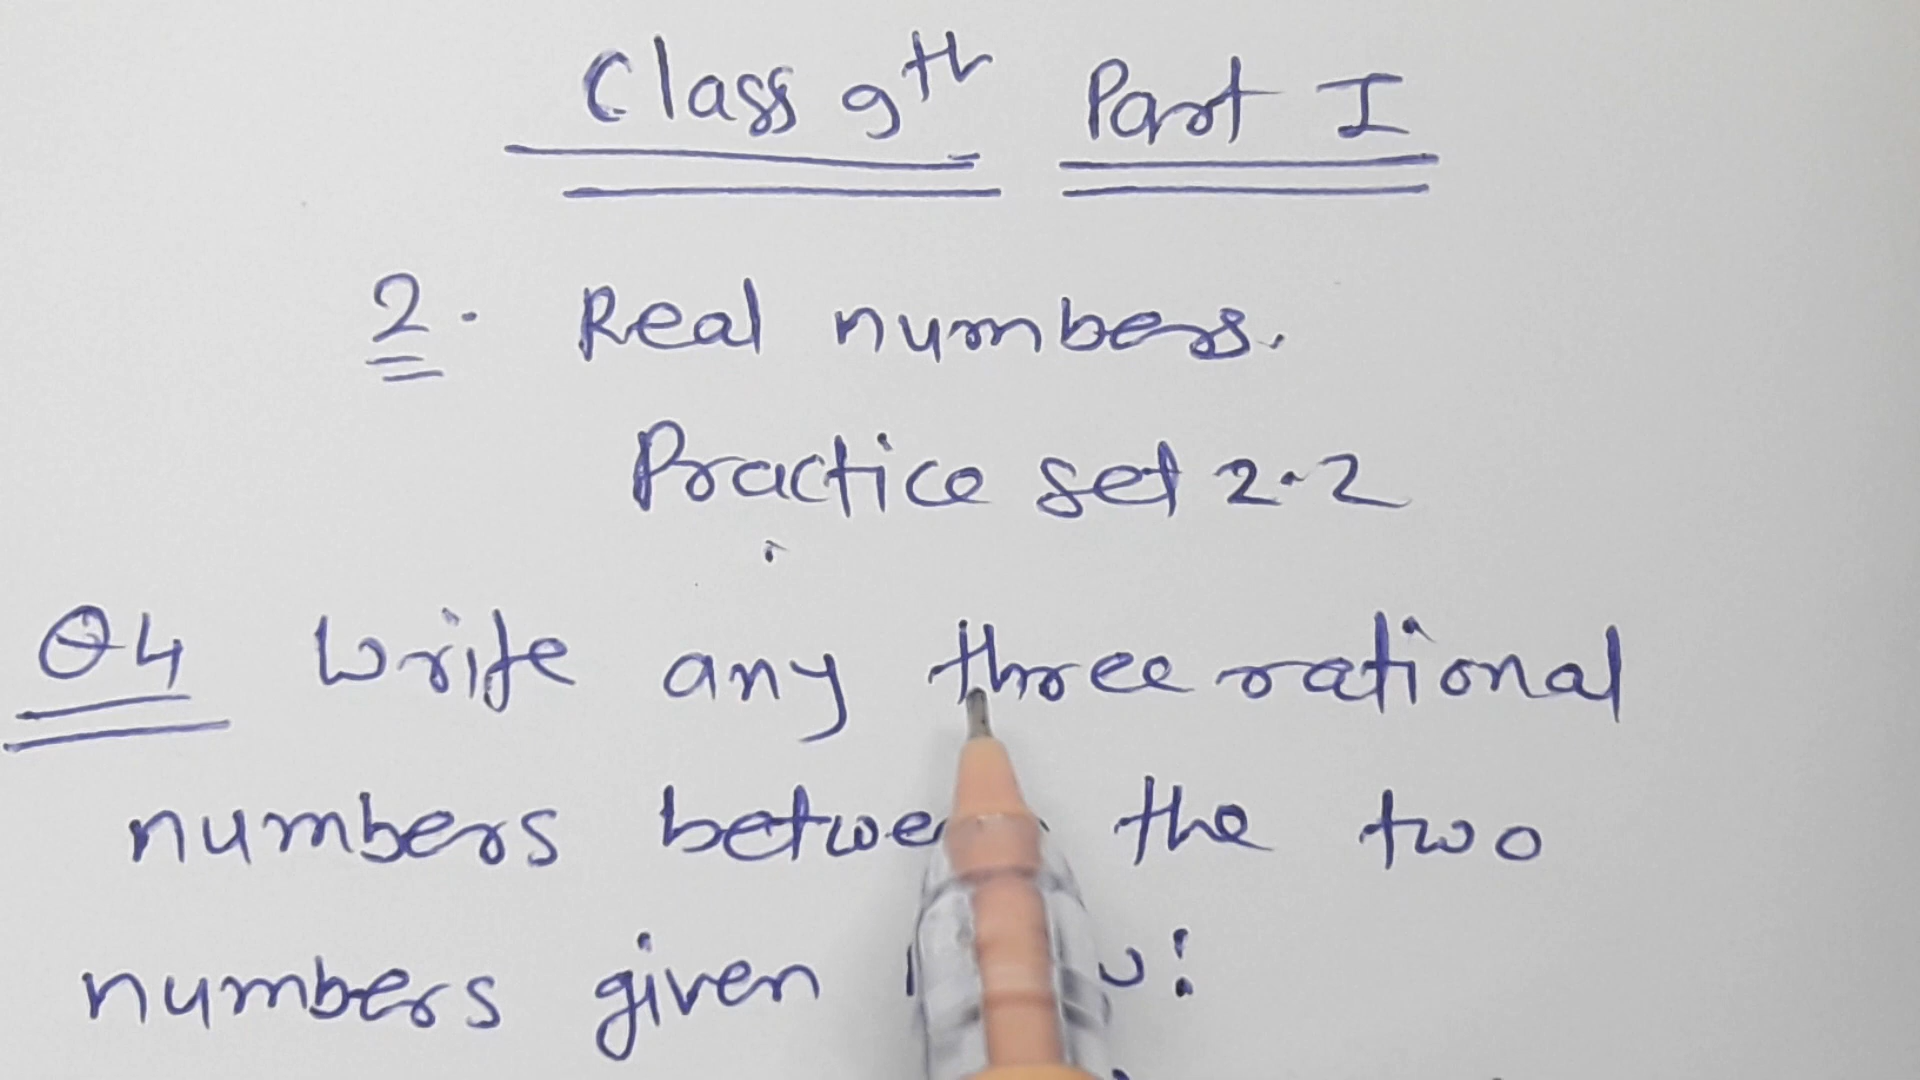 Class 9th Part I
2. Real numbers.
Practice set 2.2
Q4 Write any three rational
numbers the two
numbers given :